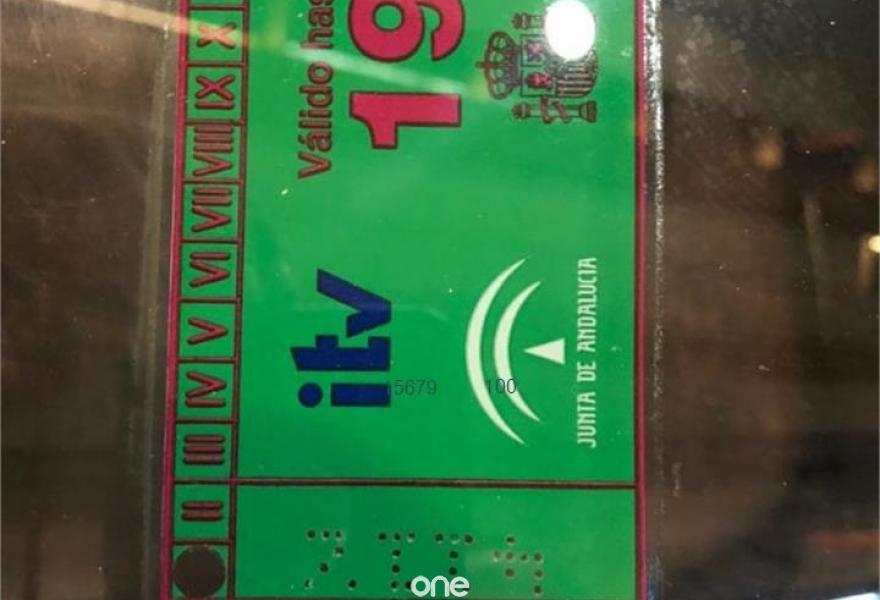 II III IV V VI VII VIII IX X
Válido has
19
itv
JUNTA DE ANDALUCIA
15679
100
one